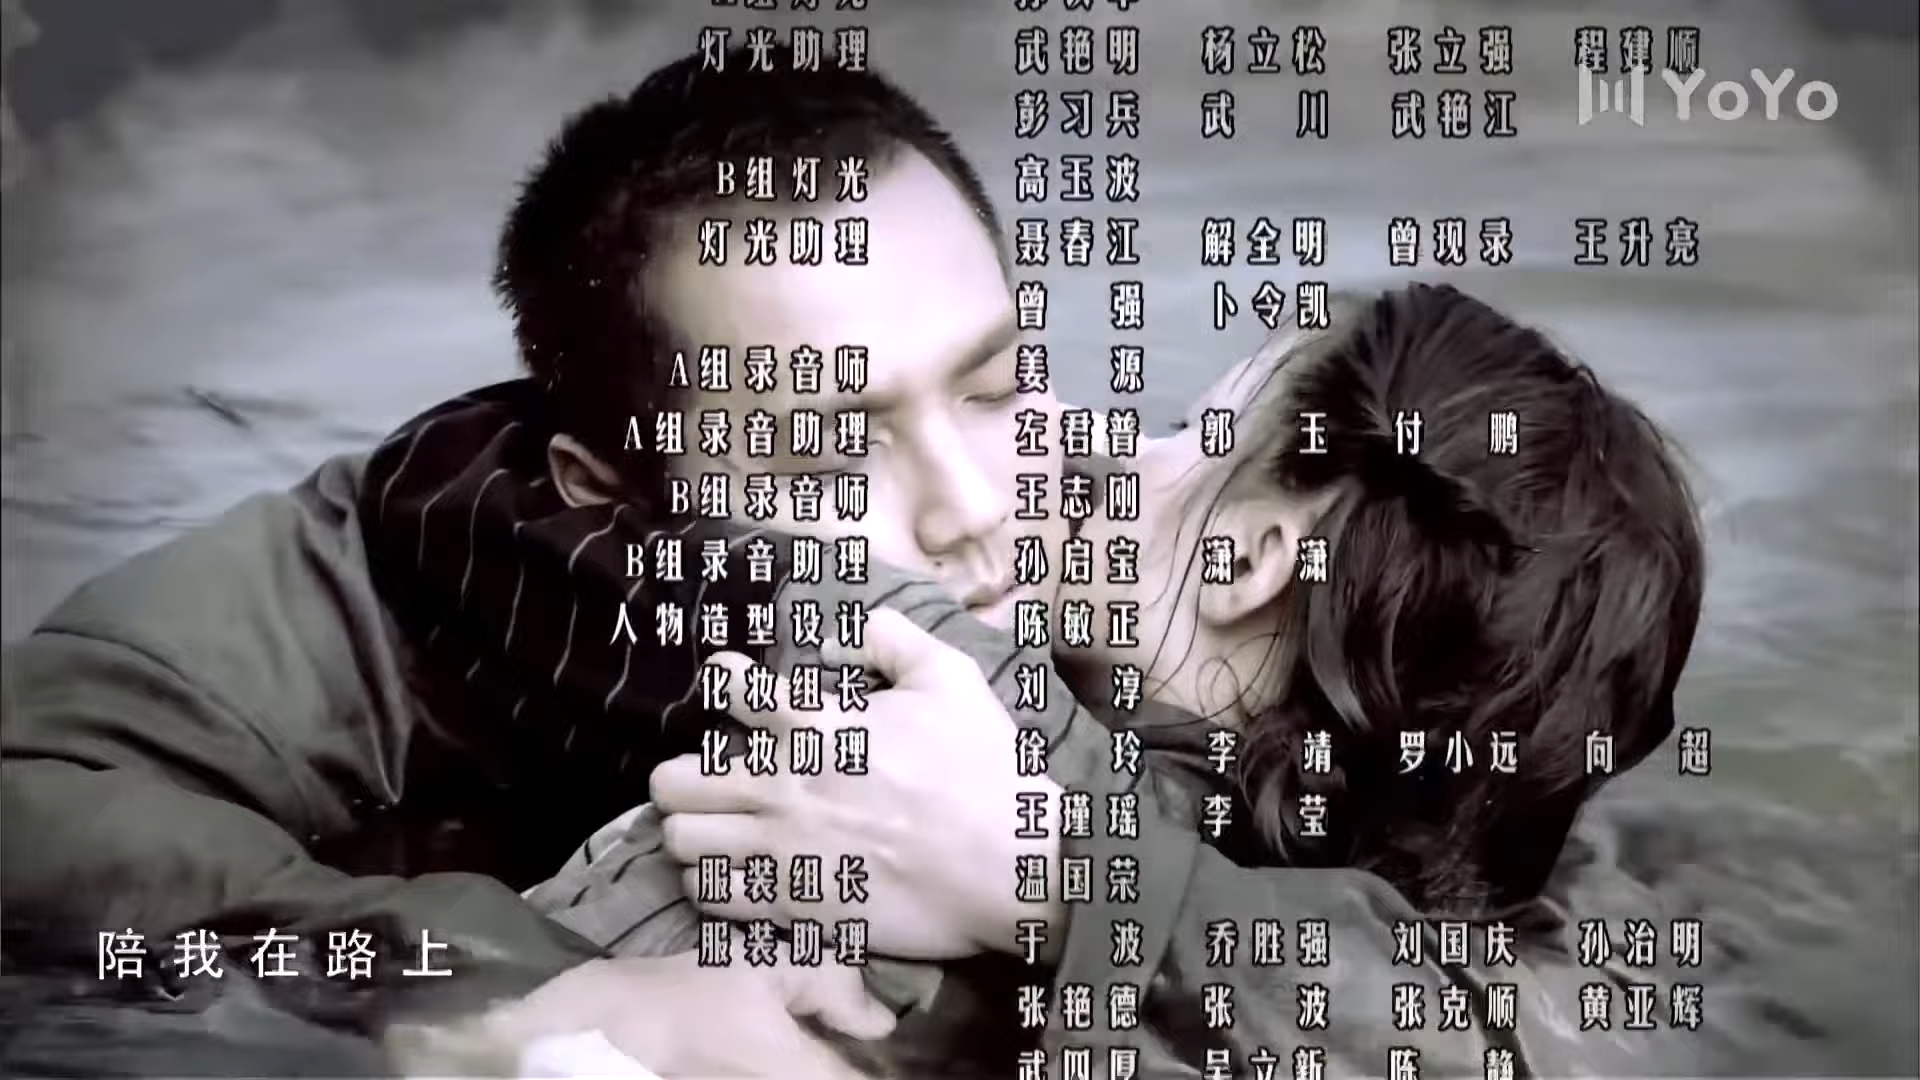 灯光助理 武艳明 杨立松 张立强 程建顺
YoYo
彭习兵 武川 武艳江
B组灯光 高玉波
灯光助理 聂春江 解全明 曾现录 王升亮
曾强 卜令凯
A组录音师 姜源
A组录音助理 左君普 郭玉 付鹏
B组录音师 王志刚
B组录音助理 孙启宝 潇潇
人物造型设计 陈敏正
化妆组长 刘淳
化妆助理 徐玲 李靖 罗小远 向超
王瑾瑶 李莹
服装组长 温国荣
服装助理 于波 乔胜强 刘国庆 孙治明
陪我在路上
张艳德 张波 张克顺 黄亚辉
武四厚 吴立新 陈静